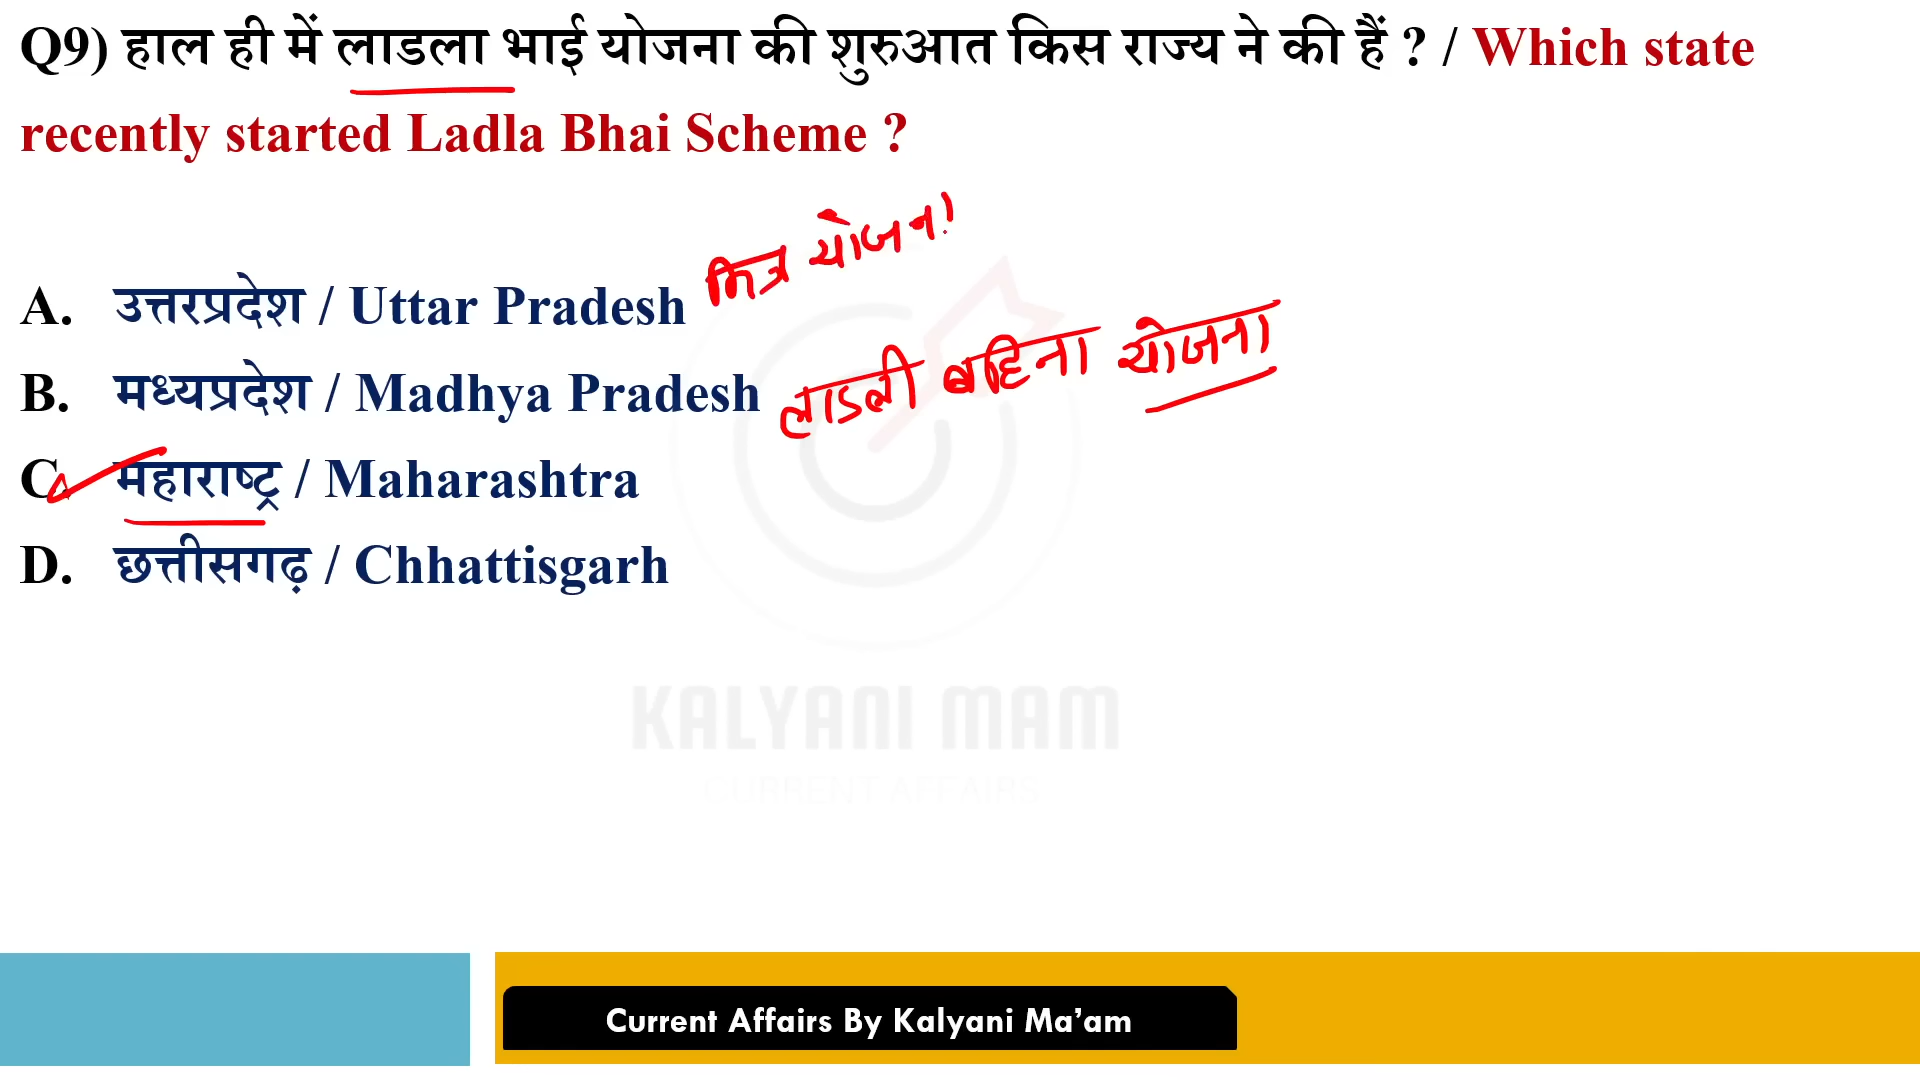 Q9) हाल ही में लाडला भाई योजना की शुरुआत किस राज्य ने की हैं ? / Which state
recently started Ladla Bhai Scheme ?
मित्र योजना
A. उत्तरप्रदेश / Uttar Pradesh
B. मध्यप्रदेश / Madhya Pradesh लाडली बहिना योजना
C. महाराष्ट्र / Maharashtra
D. छत्तीसगढ़ / Chhattisgarh
KALYANI MAM
CURRENT AFFAIRS
Current Affairs By Kalyani Ma’am